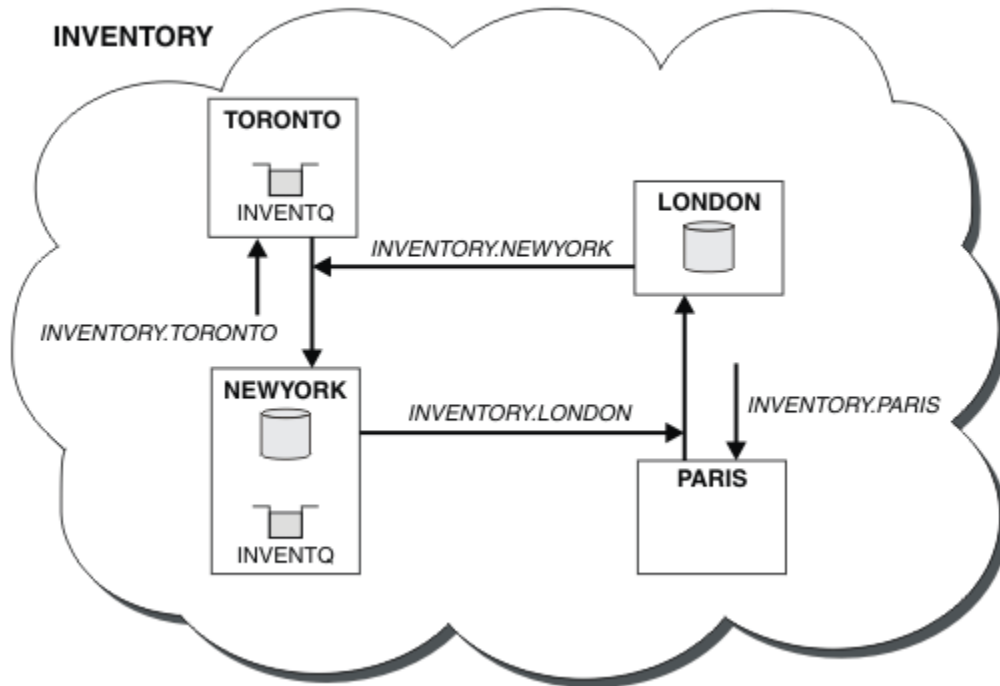 INVENTORY
TORONTO
INVENTQ
LONDON
INVENTORY.NEWYORK
INVENTORY.TORONTO
NEWYORK
INVENTORY.LONDON
INVENTORY.PARIS
PARIS
INVENTQ